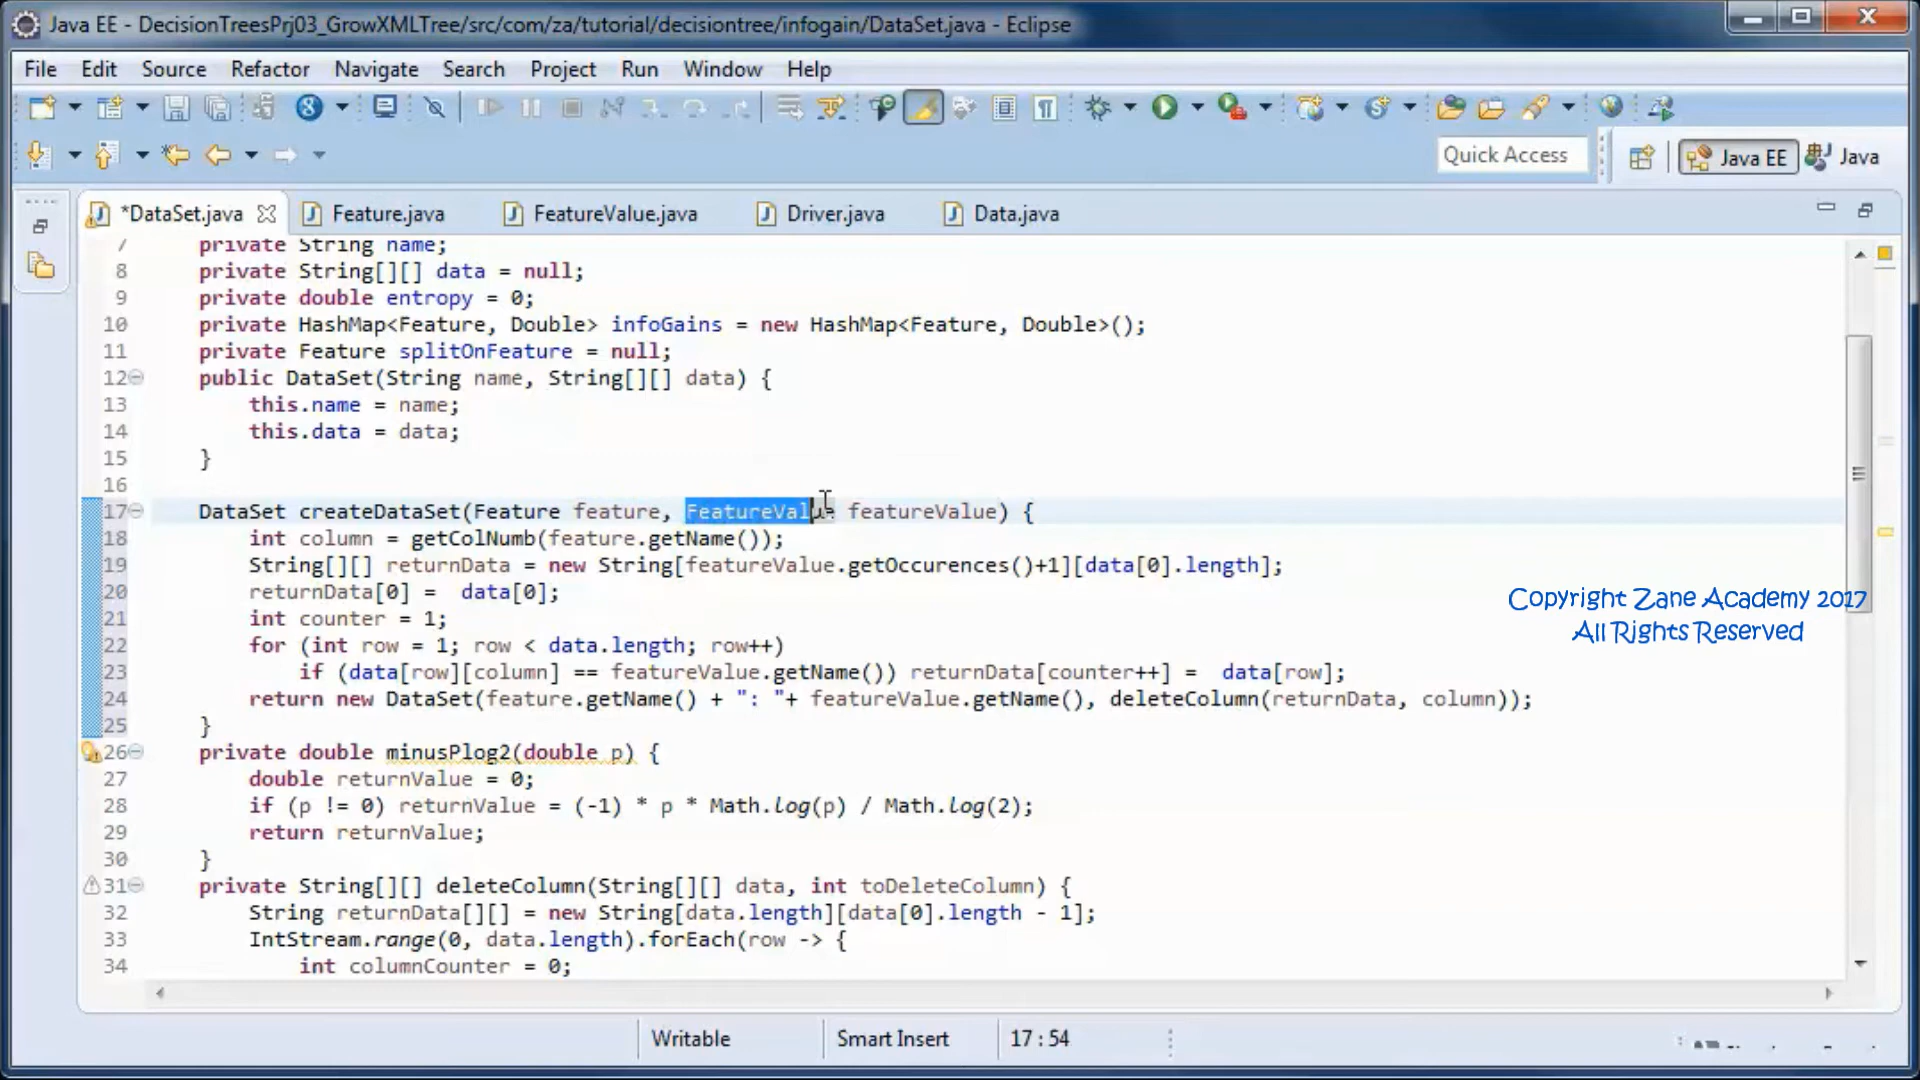 Java EE - DecisionTreesPrj03_GrowXMLTree/src/com/za/tutorial/decisiontree/infogain/DataSet.java - Eclipse
File Edit Source Refactor Navigate Search Project Run Window Help
Quick Access Java EE Java
*DataSet.java Feature.java FeatureValue.java Driver.java Data.java
7 private String name;
8 private String[][] data = null;
9 private double entropy = 0;
10 private HashMap<Feature, Double> infoGains = new HashMap<Feature, Double>();
11 private Feature splitOnFeature = null;
12 public DataSet(String name, String[][] data) {
13 this.name = name;
14 this.data = data;
15 }
16
17 DataSet createDataSet(Feature feature, FeatureValue featureValue) {
18 int column = getColNumb(feature.getName());
19 String[][] returnData = new String[featureValue.getOccurences()+1][data[0].length];
20 returnData[0] =  data[0];
21 int counter = 1;
22 for (int row = 1; row < data.length; row++)
23 if (data[row][column] == featureValue.getName()) returnData[counter++] =  data[row];
24 return new DataSet(feature.getName() + ": "+ featureValue.getName(), deleteColumn(returnData, column));
25 }
26 private double minusPlog2(double p) {
27 double returnValue = 0;
28 if (p != 0) returnValue = (-1) * p * Math.log(p) / Math.log(2);
29 return returnValue;
30 }
31 private String[][] deleteColumn(String[][] data, int toDeleteColumn) {
32 String returnData[][] = new String[data.length][data[0].length - 1];
33 IntStream.range(0, data.length).forEach(row -> {
34 int columnCounter = 0;
Copyright Zane Academy 2017
All Rights Reserved
Writable Smart Insert 17 : 54